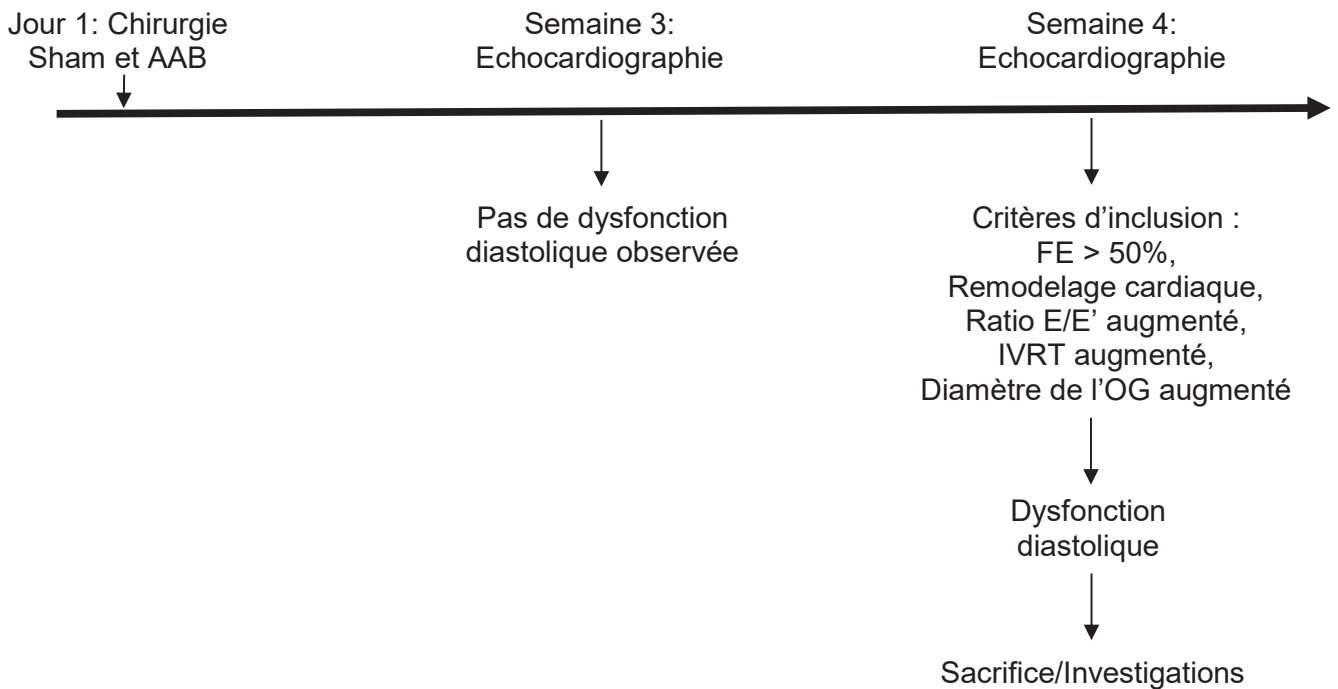 Jour 1: Chirurgie
Sham et AAB
Semaine 3:
Echocardiographie
Semaine 4:
Echocardiographie
Pas de dysfonction
diastolique observée
Critères d’inclusion :
FE > 50%,
Remodelage cardiaque,
Ratio E/E’ augmenté,
IVRT augmenté,
Diamètre de l’OG augmenté
Dysfonction
diastolique
Sacrifice/Investigations